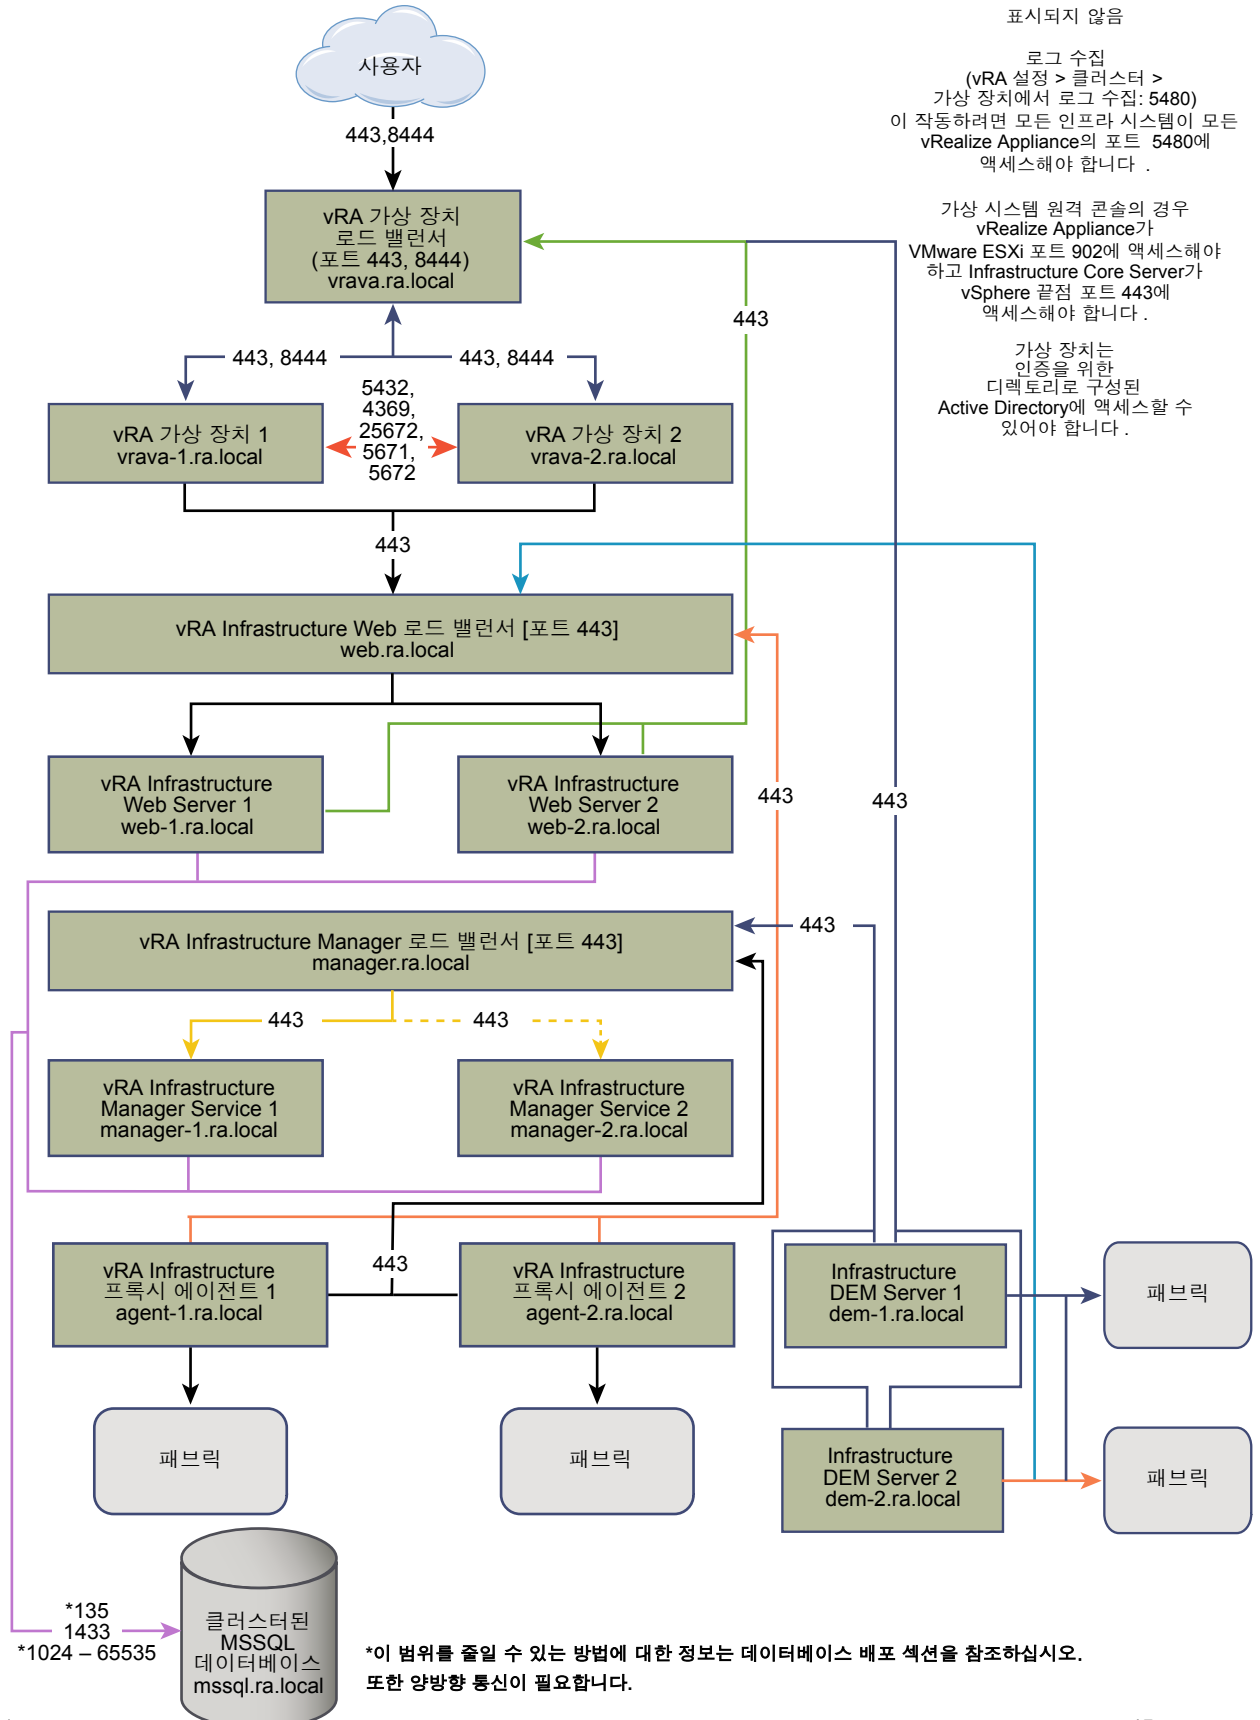 사용자
443,8444
vRA 가상 장치
로드 밸런서
(포트 443, 8444)
vrava.ra.local
표시되지 않음
로그 수집
(vRA 설정 > 클러스터 >
가상 장치에서 로그 수집: 5480)
이 작동하려면 모든 인프라 시스템이 모든
vRealize Appliance의 포트 5480에
액세스해야 합니다 .
가상 시스템 원격 콘솔의 경우
vRealize Appliance가
VMware ESXi 포트 902에 액세스해야
하고 Infrastructure Core Server가
vSphere 끝점 포트 443에
액세스해야 합니다 .
가상 장치는
인증을 위한
디렉토리로 구성된
Active Directory에 액세스할 수
있어야 합니다 .
443
443, 8444
443, 8444
vRA 가상 장치 1
vrava-1.ra.local
5432,
4369,
25672,
5671,
5672
vRA 가상 장치 2
vrava-2.ra.local
443
vRA Infrastructure Web 로드 밸런서 [포트 443]
web.ra.local
vRA Infrastructure
Web Server 1
web-1.ra.local
vRA Infrastructure
Web Server 2
web-2.ra.local
443
443
vRA Infrastructure Manager 로드 밸런서 [포트 443]
manager.ra.local
443
443
443
vRA Infrastructure
Manager Service 1
manager-1.ra.local
vRA Infrastructure
Manager Service 2
manager-2.ra.local
vRA Infrastructure
프록시 에이전트 1
agent-1.ra.local
443
vRA Infrastructure
프록시 에이전트 2
agent-2.ra.local
Infrastructure
DEM Server 1
dem-1.ra.local
패브릭
패브릭
패브릭
Infrastructure
DEM Server 2
dem-2.ra.local
패브릭
*135
1433
*1024 – 65535
클러스터된
MSSQL
데이터베이스
mssql.ra.local
*이 범위를 줄일 수 있는 방법에 대한 정보는 데이터베이스 배포 섹션을 참조하십시오.
또한 양방향 통신이 필요합니다.